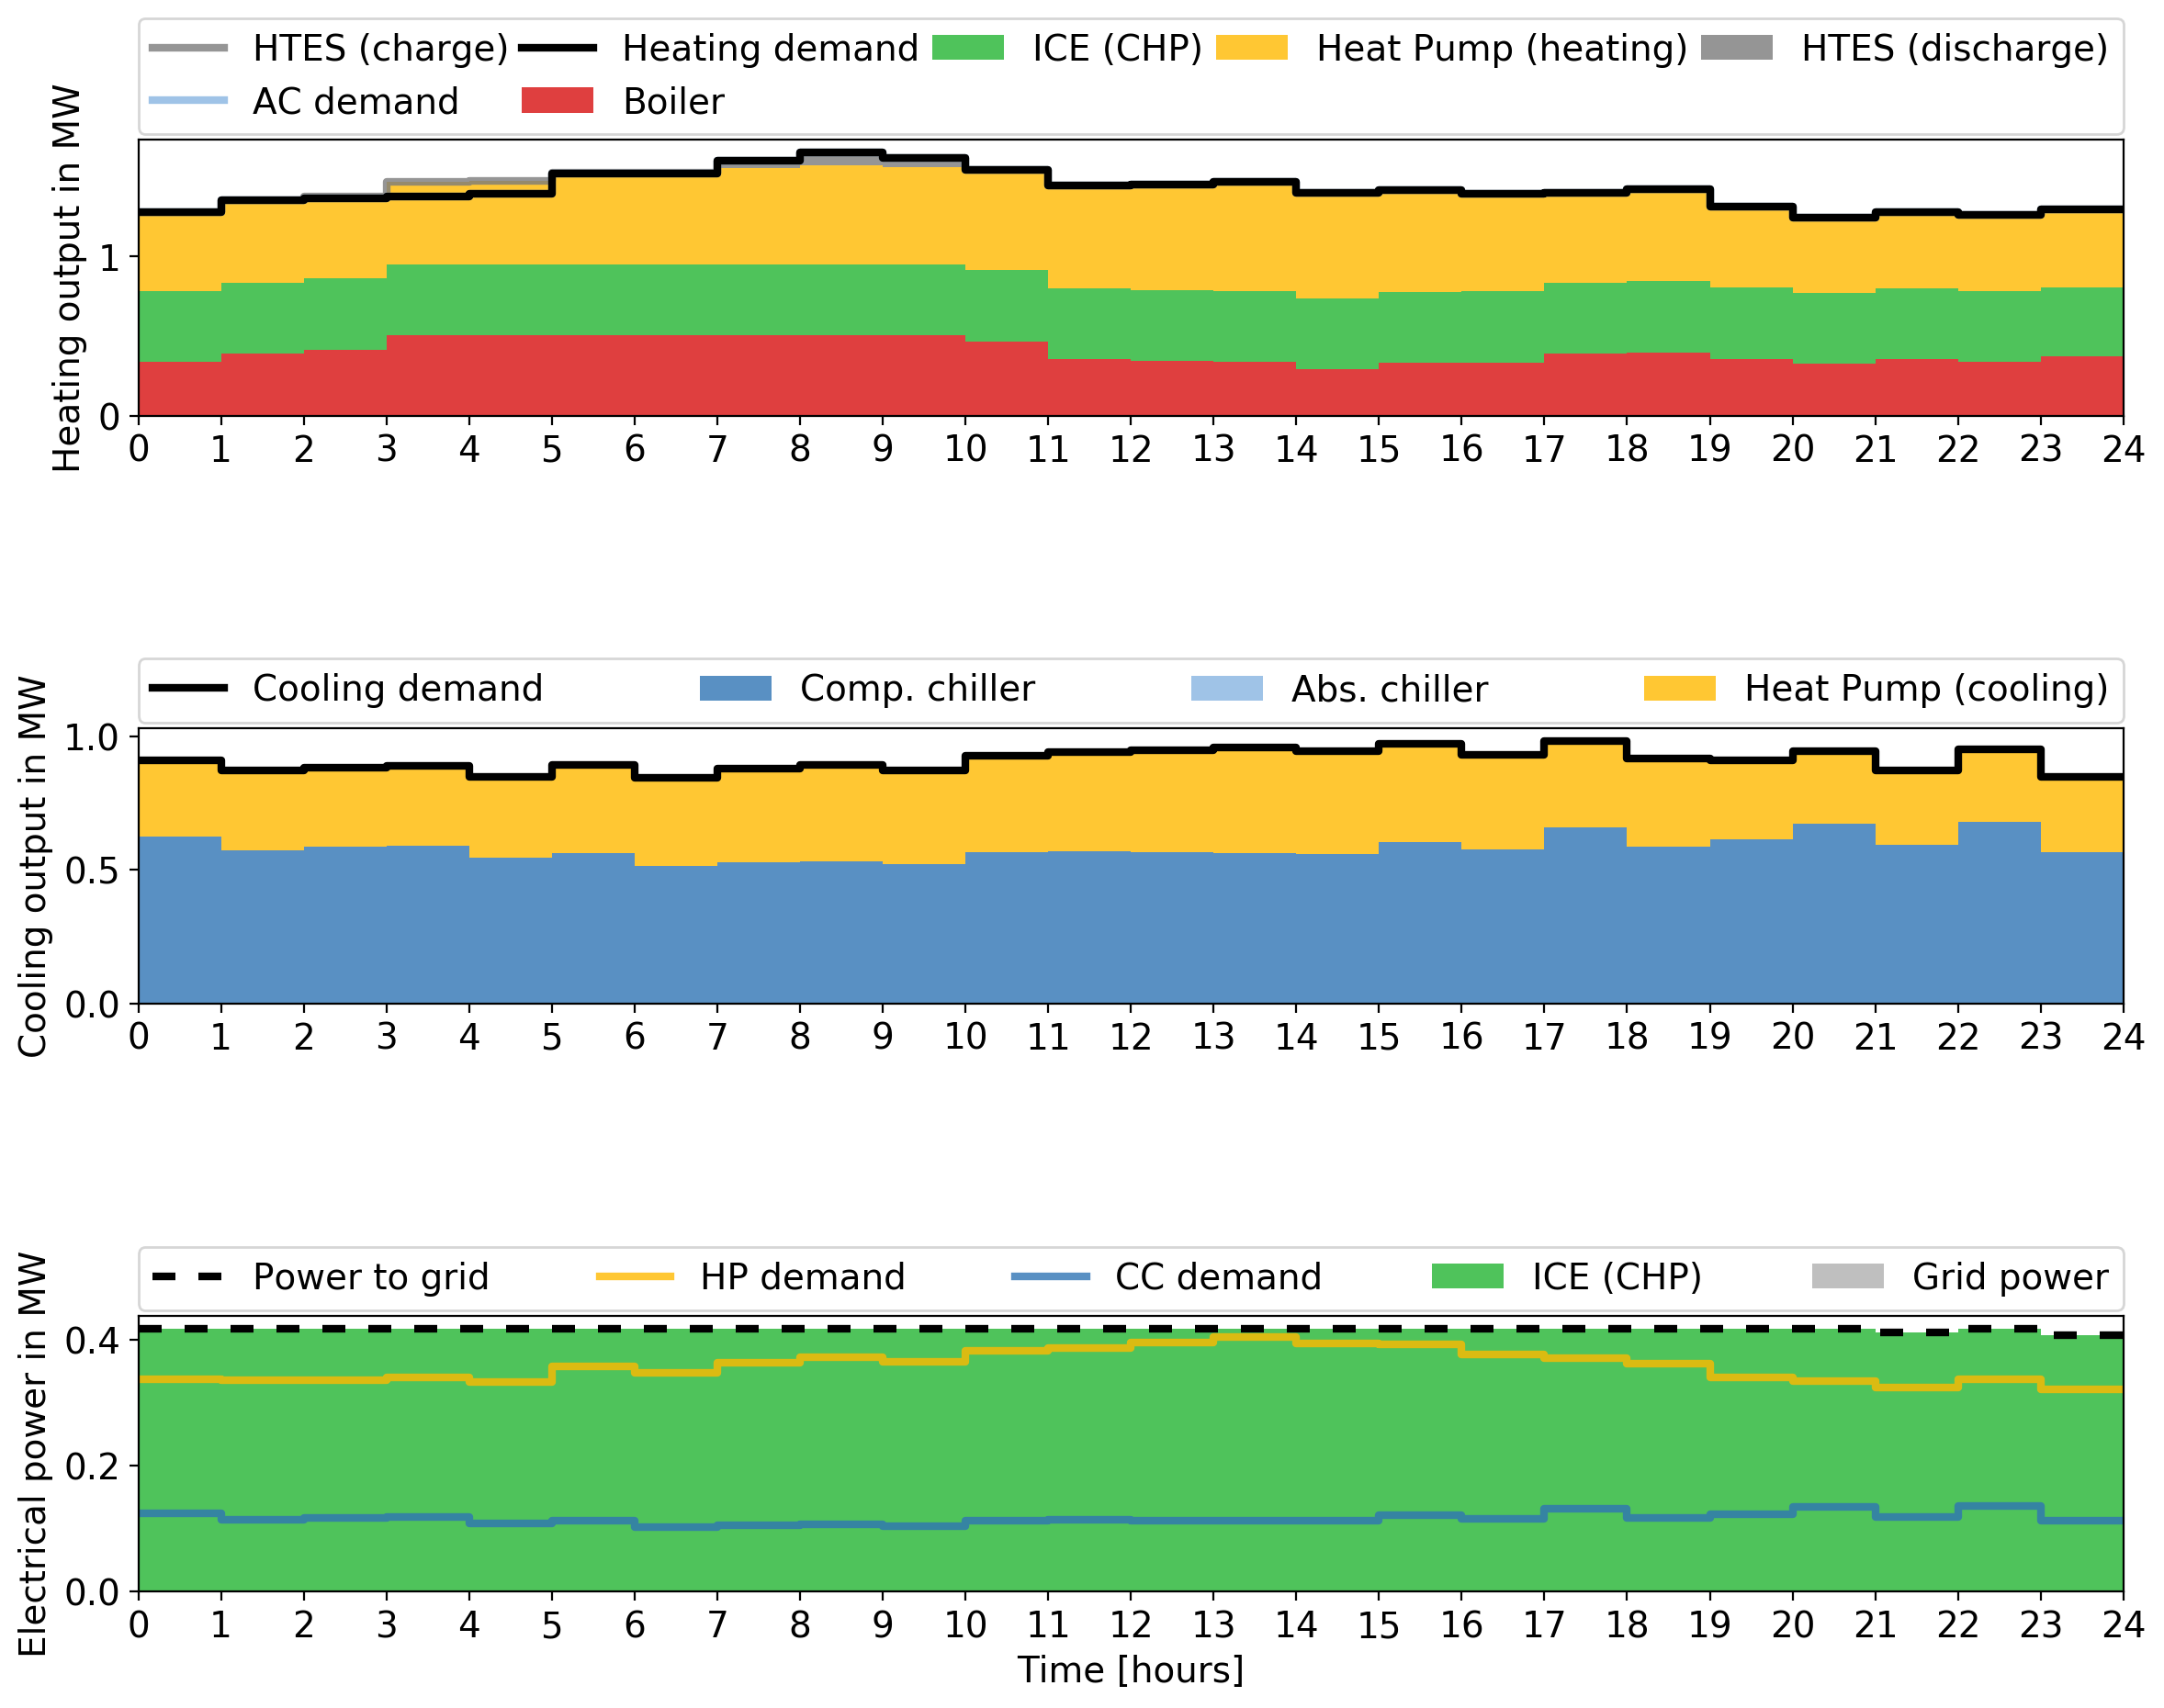 HTES (charge) Heating demand ICE (CHP) Heat Pump (heating) HTES (discharge)
AC demand Boiler
Heating output in MW
1
0
0 1 2 3 4 5 6 7 8 9 10 11 12 13 14 15 16 17 18 19 20 21 22 23 24
Cooling demand Comp. chiller Abs. chiller Heat Pump (cooling)
Cooling output in MW
1.0
0.5
0.0
0 1 2 3 4 5 6 7 8 9 10 11 12 13 14 15 16 17 18 19 20 21 22 23 24
Power to grid HP demand CC demand ICE (CHP) Grid power
Electrical power in MW
0.4
0.2
0.0
0 1 2 3 4 5 6 7 8 9 10 11 12 13 14 15 16 17 18 19 20 21 22 23 24
Time [hours]